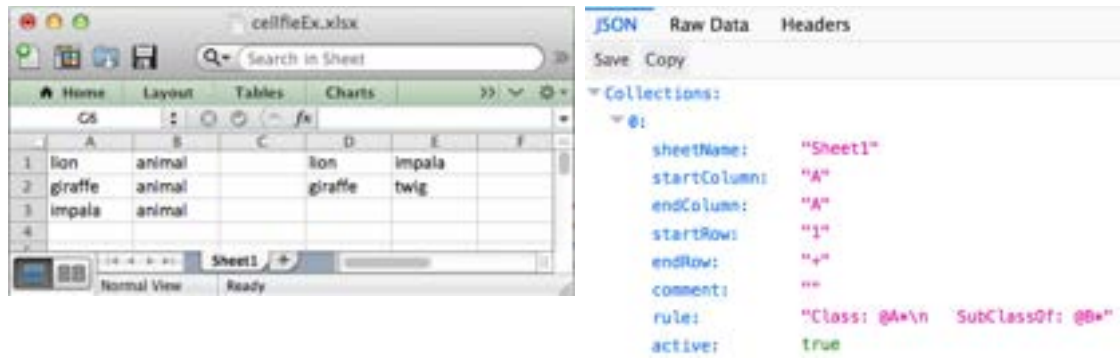 cellfieEx.xlsx
Search in Sheet
Home Layout Tables Charts
G6 fx
A B C D E F
1 lion animal lion impala
2 giraffe animal giraffe twig
3 impala animal
4
Sheet1 +
Normal View Ready
JSON Raw Data Headers
Save Copy
Collections:
0:
sheetName: "Sheet1"
startColumn: "A"
endColumn: "A"
startRow: "1"
endRow: "+"
comment: ""
rule: "Class: @A*\n SubClassOf: @B*"
active: true